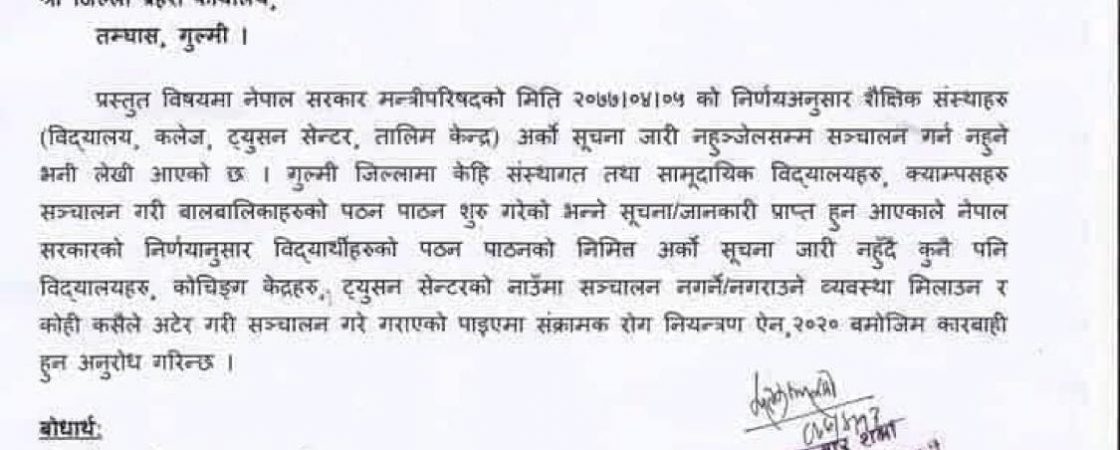 श्री जिल्ला प्रहरी कार्यालय,
तम्घास, गुल्मी ।
प्रस्तुत विषयमा नेपाल सरकार मन्त्रीपरिषदको मिति २०७७।०४।०५ को निर्णयअनुसार शैक्षिक संस्थाहरु
(विद्यालय, कलेज, ट्युसन सेन्टर, तालिम केन्द्र) अर्को सूचना जारी नहुञ्जेलसम्म सञ्चालन गर्न नहुने
भनी लेखी आएको छ । गुल्मी जिल्लामा केहि संस्थागत तथा सामूदायिक विद्यालयहरु, क्याम्पसहरु
सञ्चालन गरी बालबालिकाहरुको पठन पाठन शुरु गरेको भन्ने सूचना/जानकारी प्राप्त हुन आएकाले नेपाल
सरकारको निर्णयानुसार विद्यार्थीहरुको पठन पाठनको निमित्त अर्को सूचना जारी नहुँदै कुनै पनि
विद्यालयहरु, कोचिङ्ग केद्रहरु, ट्युसन सेन्टरको नाउँमा सञ्चालन नगर्ने/नगराउने व्यवस्था मिलाउन र
कोही कसैले अटेर गरी सञ्चालन गरे गराएको पाइएमा संक्रामक रोग नियन्त्रण ऐन,२०२० बमोजिम कारबाही
हुन अनुरोध गरिन्छ ।
बोधार्थ:
शर्मा